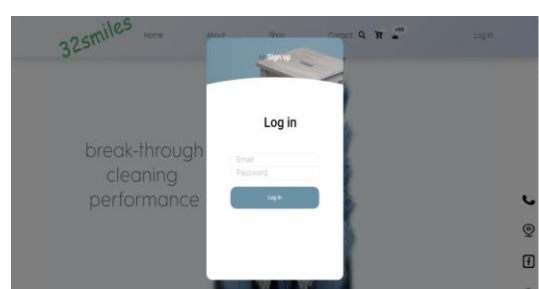 32smiles
Home About Shop Contact Log in
Sign up
Log in
break-through
cleaning
performance
Email
Password
Log in